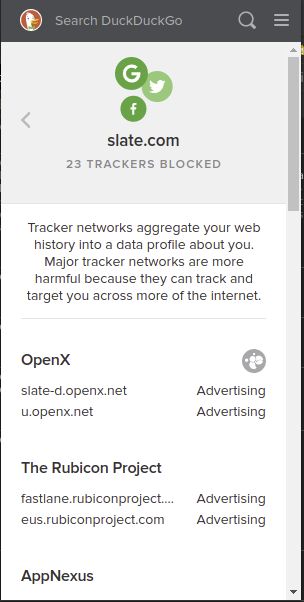 Search DuckDuckGo
slate.com
23 TRACKERS BLOCKED
Tracker networks aggregate your web
history into a data profile about you.
Major tracker networks are more
harmful because they can track and
target you across more of the internet.
OpenX
slate-d.openx.net Advertising
u.openx.net Advertising
The Rubicon Project
fastlane.rubiconproject.... Advertising
eus.rubiconproject.com Advertising
AppNexus